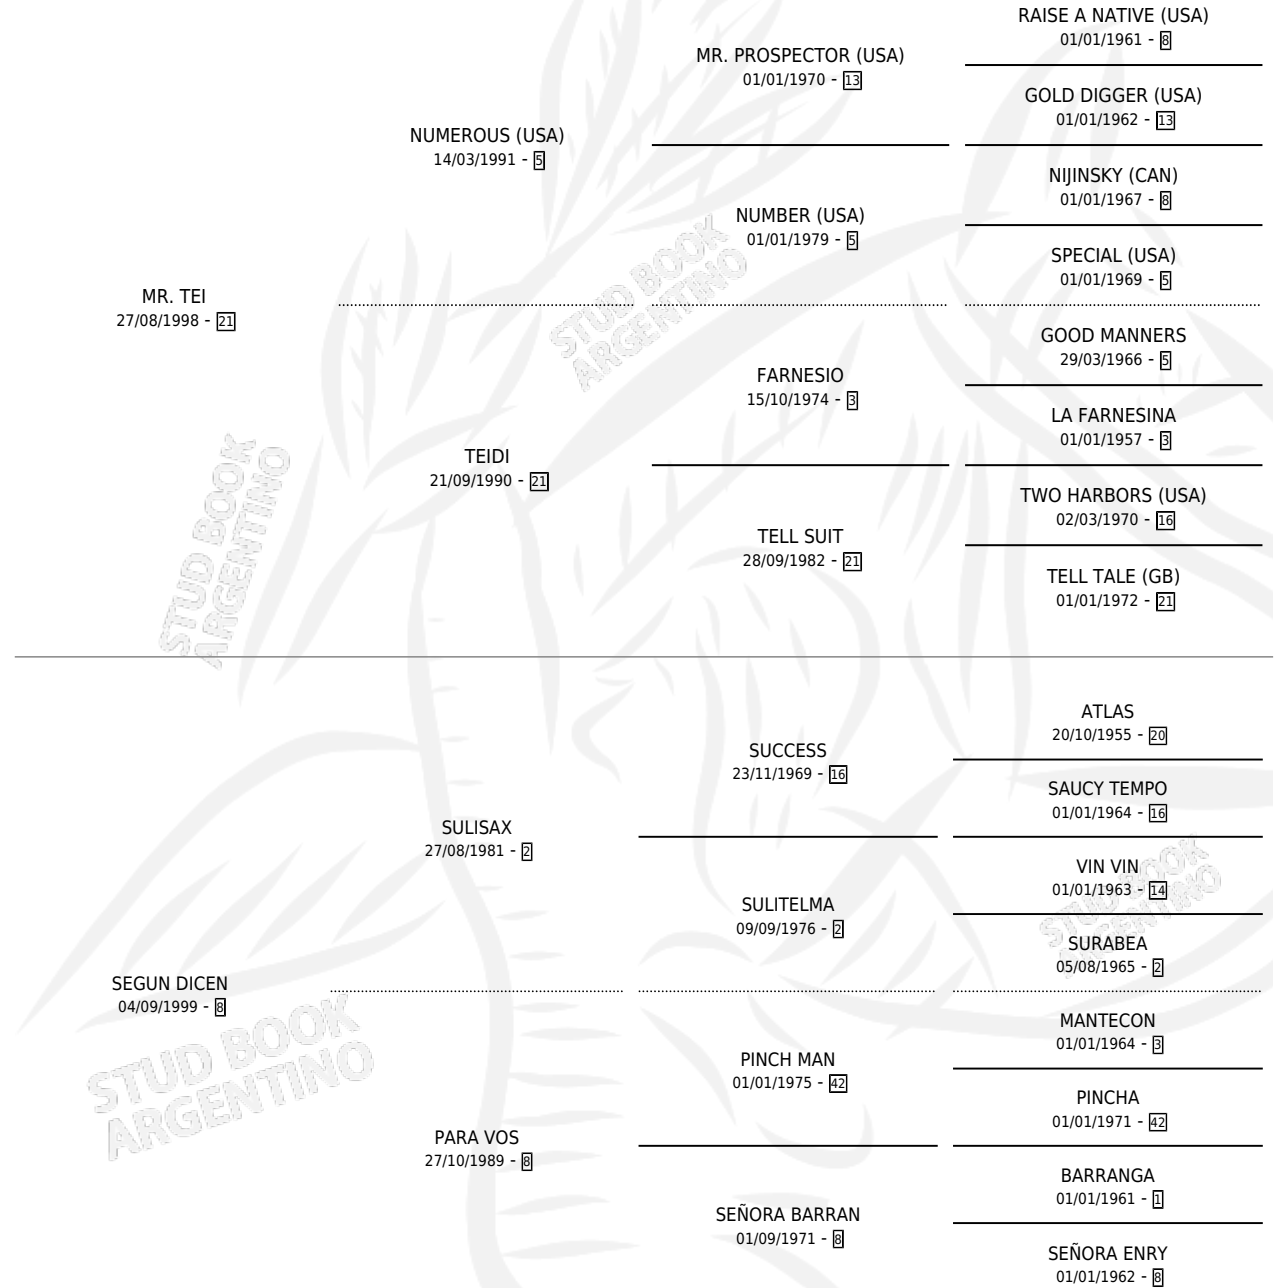 RAISE A NATIVE (USA)
01/01/1961 - 8
MR. PROSPECTOR (USA)
01/01/1970 - 13
GOLD DIGGER (USA)
01/01/1962 - 13
NUMEROUS (USA)
14/03/1991 - 5
NIJINSKY (CAN)
01/01/1967 - 8
NUMBER (USA)
01/01/1979 - 5
SPECIAL (USA)
01/01/1969 - 5
MR. TEI
27/08/1998 - 21
STUD BOOK
ARGENTINO
GOOD MANNERS
29/03/1966 - 5
FARNESIO
15/10/1974 - 3
LA FARNESINA
01/01/1957 - 3
TEIDI
21/09/1990 - 21
TWO HARBORS (USA)
02/03/1970 - 16
TELL SUIT
28/09/1982 - 21
TELL TALE (GB)
01/01/1972 - 21
STUD BOOK
ARGENTINO
ATLAS
20/10/1955 - 20
SUCCESS
23/11/1969 - 16
SAUCY TEMPO
01/01/1964 - 16
SULISAX
27/08/1981 - 2
VIN VIN
01/01/1963 - 14
SULITELMA
09/09/1976 - 2
STUD BOOK
ARGENTINO
SURABEA
05/08/1965 - 2
SEGUN DICEN
04/09/1999 - 8
MANTECON
01/01/1964 - 3
PINCH MAN
01/01/1975 - 42
PINCHA
01/01/1971 - 42
STUD BOOK
ARGENTINO
PARA VOS
27/10/1989 - 8
BARRANGA
01/01/1961 - 1
SEÑORA BARRAN
01/09/1971 - 8
SEÑORA ENRY
01/01/1962 - 8